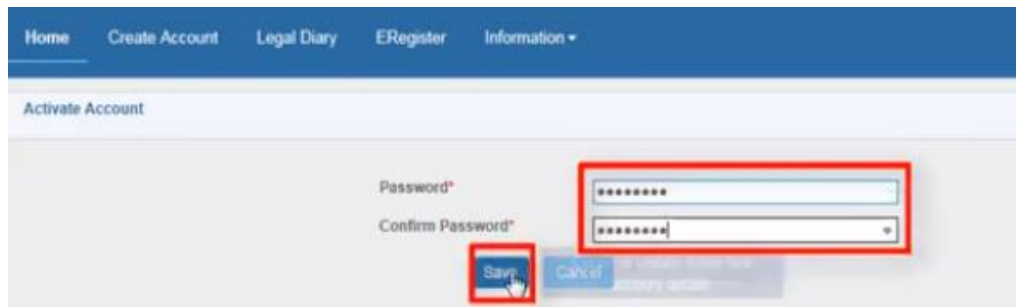 Home Create Account Legal Diary ERegister Information
Activate Account
Password*
••••••••
Confirm Password*
••••••••
Save Cancel